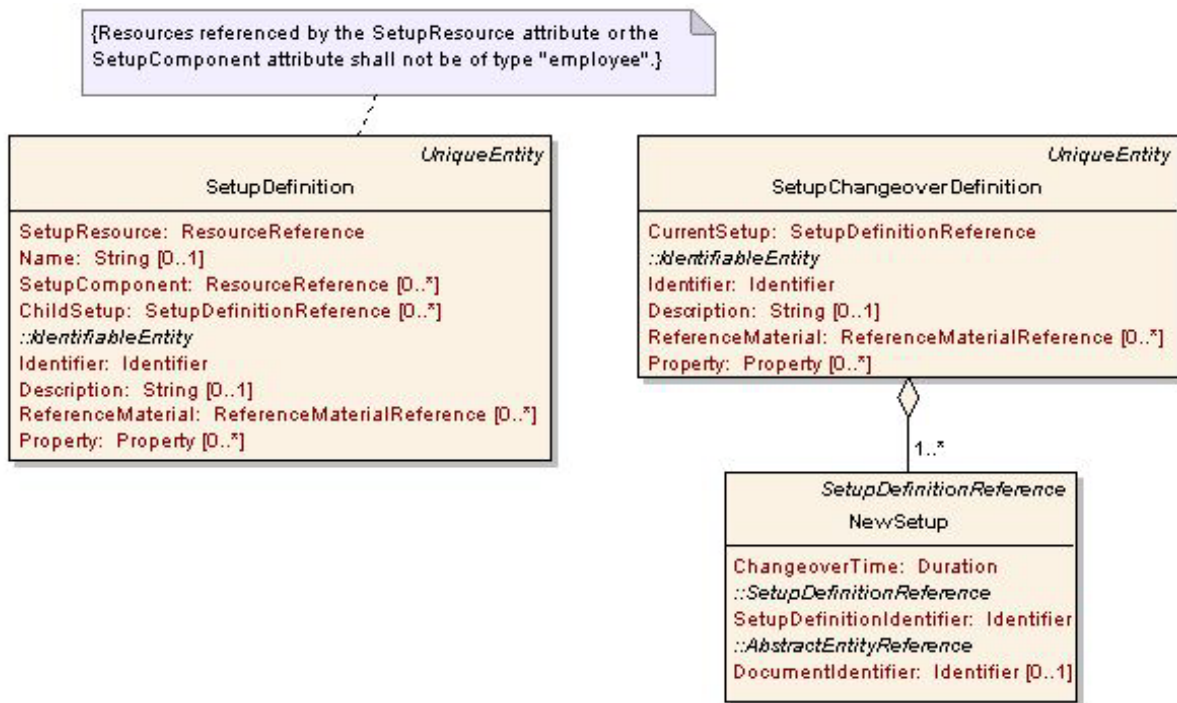 {Resources referenced by the SetupResource attribute or the
SetupComponent attribute shall not be of type "employee".}
UniqueEntity
SetupDefinition
SetupResource: ResourceReference
Name: String [0..1]
SetupComponent: ResourceReference [0..*]
ChildSetup: SetupDefinitionReference [0..*]
::IdentifiableEntity
Identifier: Identifier
Description: String [0..1]
ReferenceMaterial: ReferenceMaterialReference [0..*]
Property: Property [0..*]
UniqueEntity
SetupChangeoverDefinition
CurrentSetup: SetupDefinitionReference
::IdentifiableEntity
Identifier: Identifier
Description: String [0..1]
ReferenceMaterial: ReferenceMaterialReference [0..*]
Property: Property [0..*]
1..*
SetupDefinitionReference
NewSetup
ChangeoverTime: Duration
::SetupDefinitionReference
SetupDefinitionIdentifier: Identifier
::AbstractEntityReference
DocumentIdentifier: Identifier [0..1]